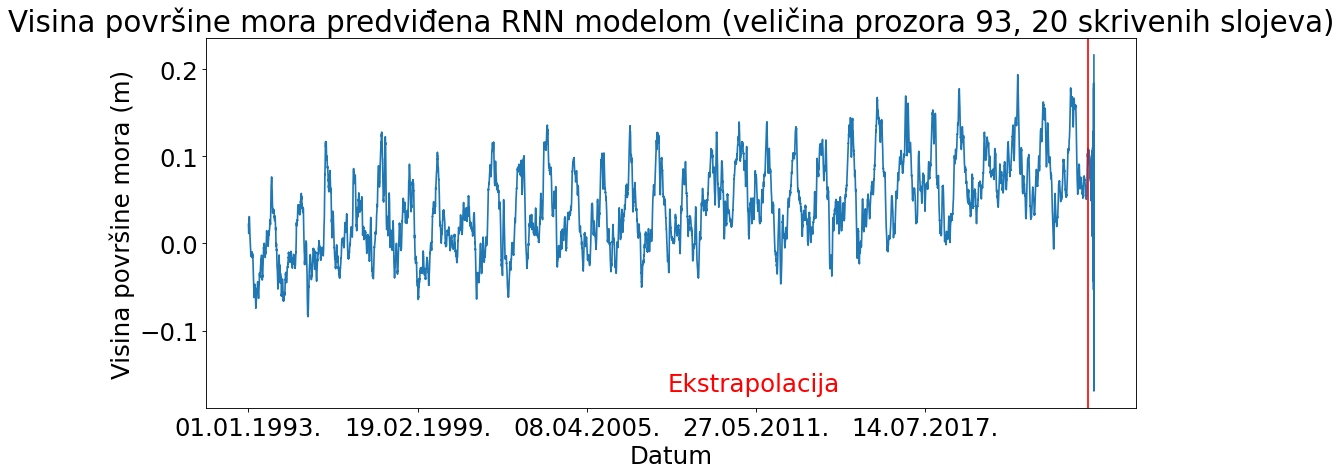 Visina površine mora predviđena RNN modelom (veličina prozora 93, 20 skrivenih slojeva)
Visina površine mora (m)
0.2
0.1
0.0
−0.1
Ekstrapolacija
01.01.1993. 19.02.1999. 08.04.2005. 27.05.2011. 14.07.2017.
Datum